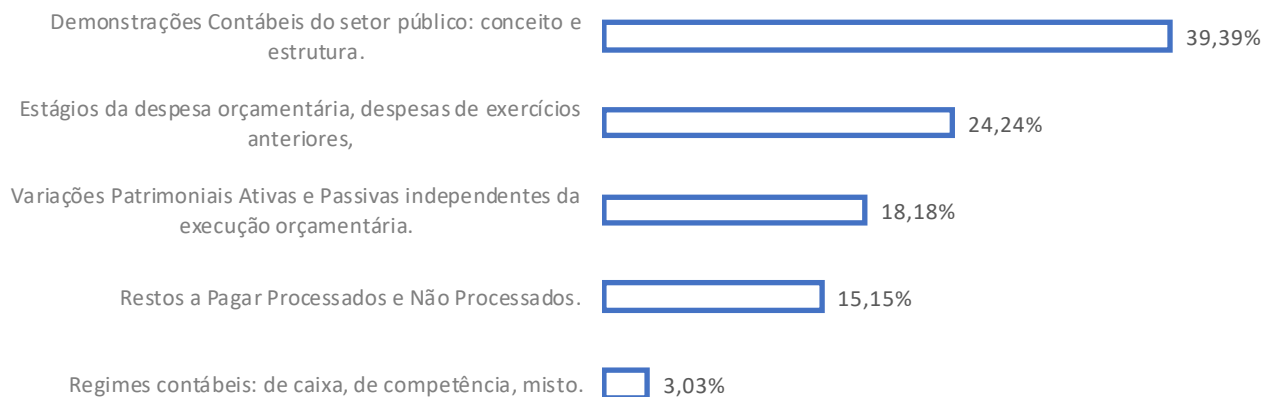 Demonstrações Contábeis do setor público: conceito e
estrutura.
39,39%
Estágios da despesa orçamentária, despesas de exercícios
anteriores,
24,24%
Variações Patrimoniais Ativas e Passivas independentes da
execução orçamentária.
18,18%
Restos a Pagar Processados e Não Processados.
15,15%
Regimes contábeis: de caixa, de competência, misto.
3,03%